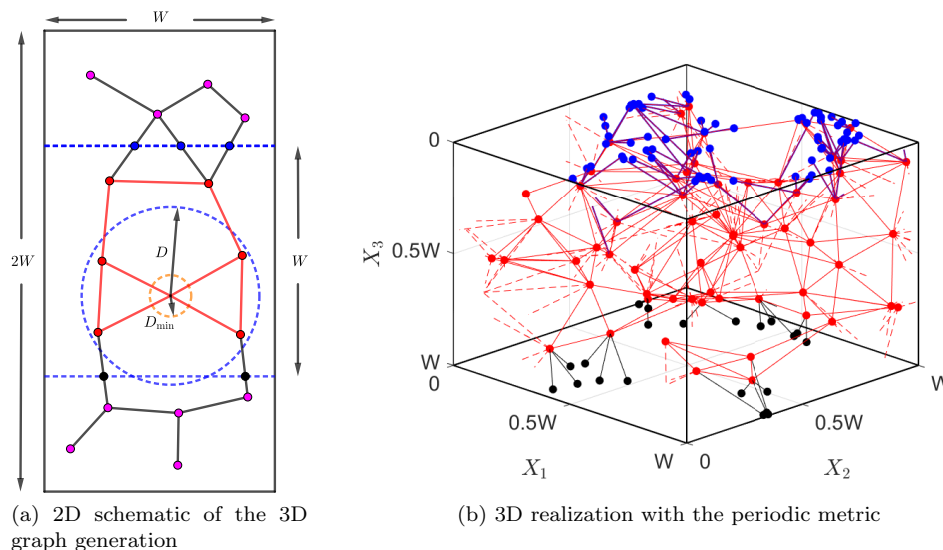 W
2W
D
D_min
W
(a) 2D schematic of the 3D
graph generation
0
0.5W
W
X_3
0
0.5W
W
X_1
0
0.5W
W
X_2
(b) 3D realization with the periodic metric